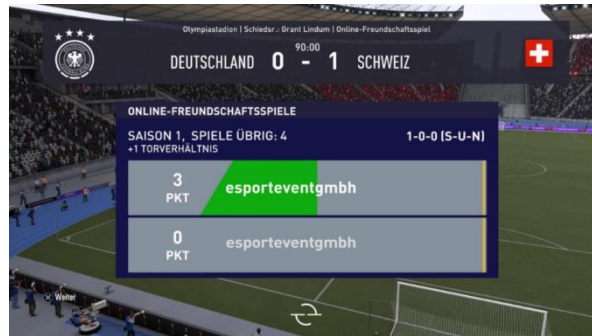 Olympiastadion | Schiedsr.: Grant Lindum | Online-Freundschaftsspiel
90:00
DEUTSCHLAND 0 - 1 SCHWEIZ
ONLINE-FREUNDSCHAFTSSPIELE
SAISON 1, SPIELE ÜBRIG: 4 1-0-0 (S-U-N)
+1 TORVERHÄLTNIS
3
PKT
esporteventgmbh
0
PKT
esporteventgmbh
Weiter